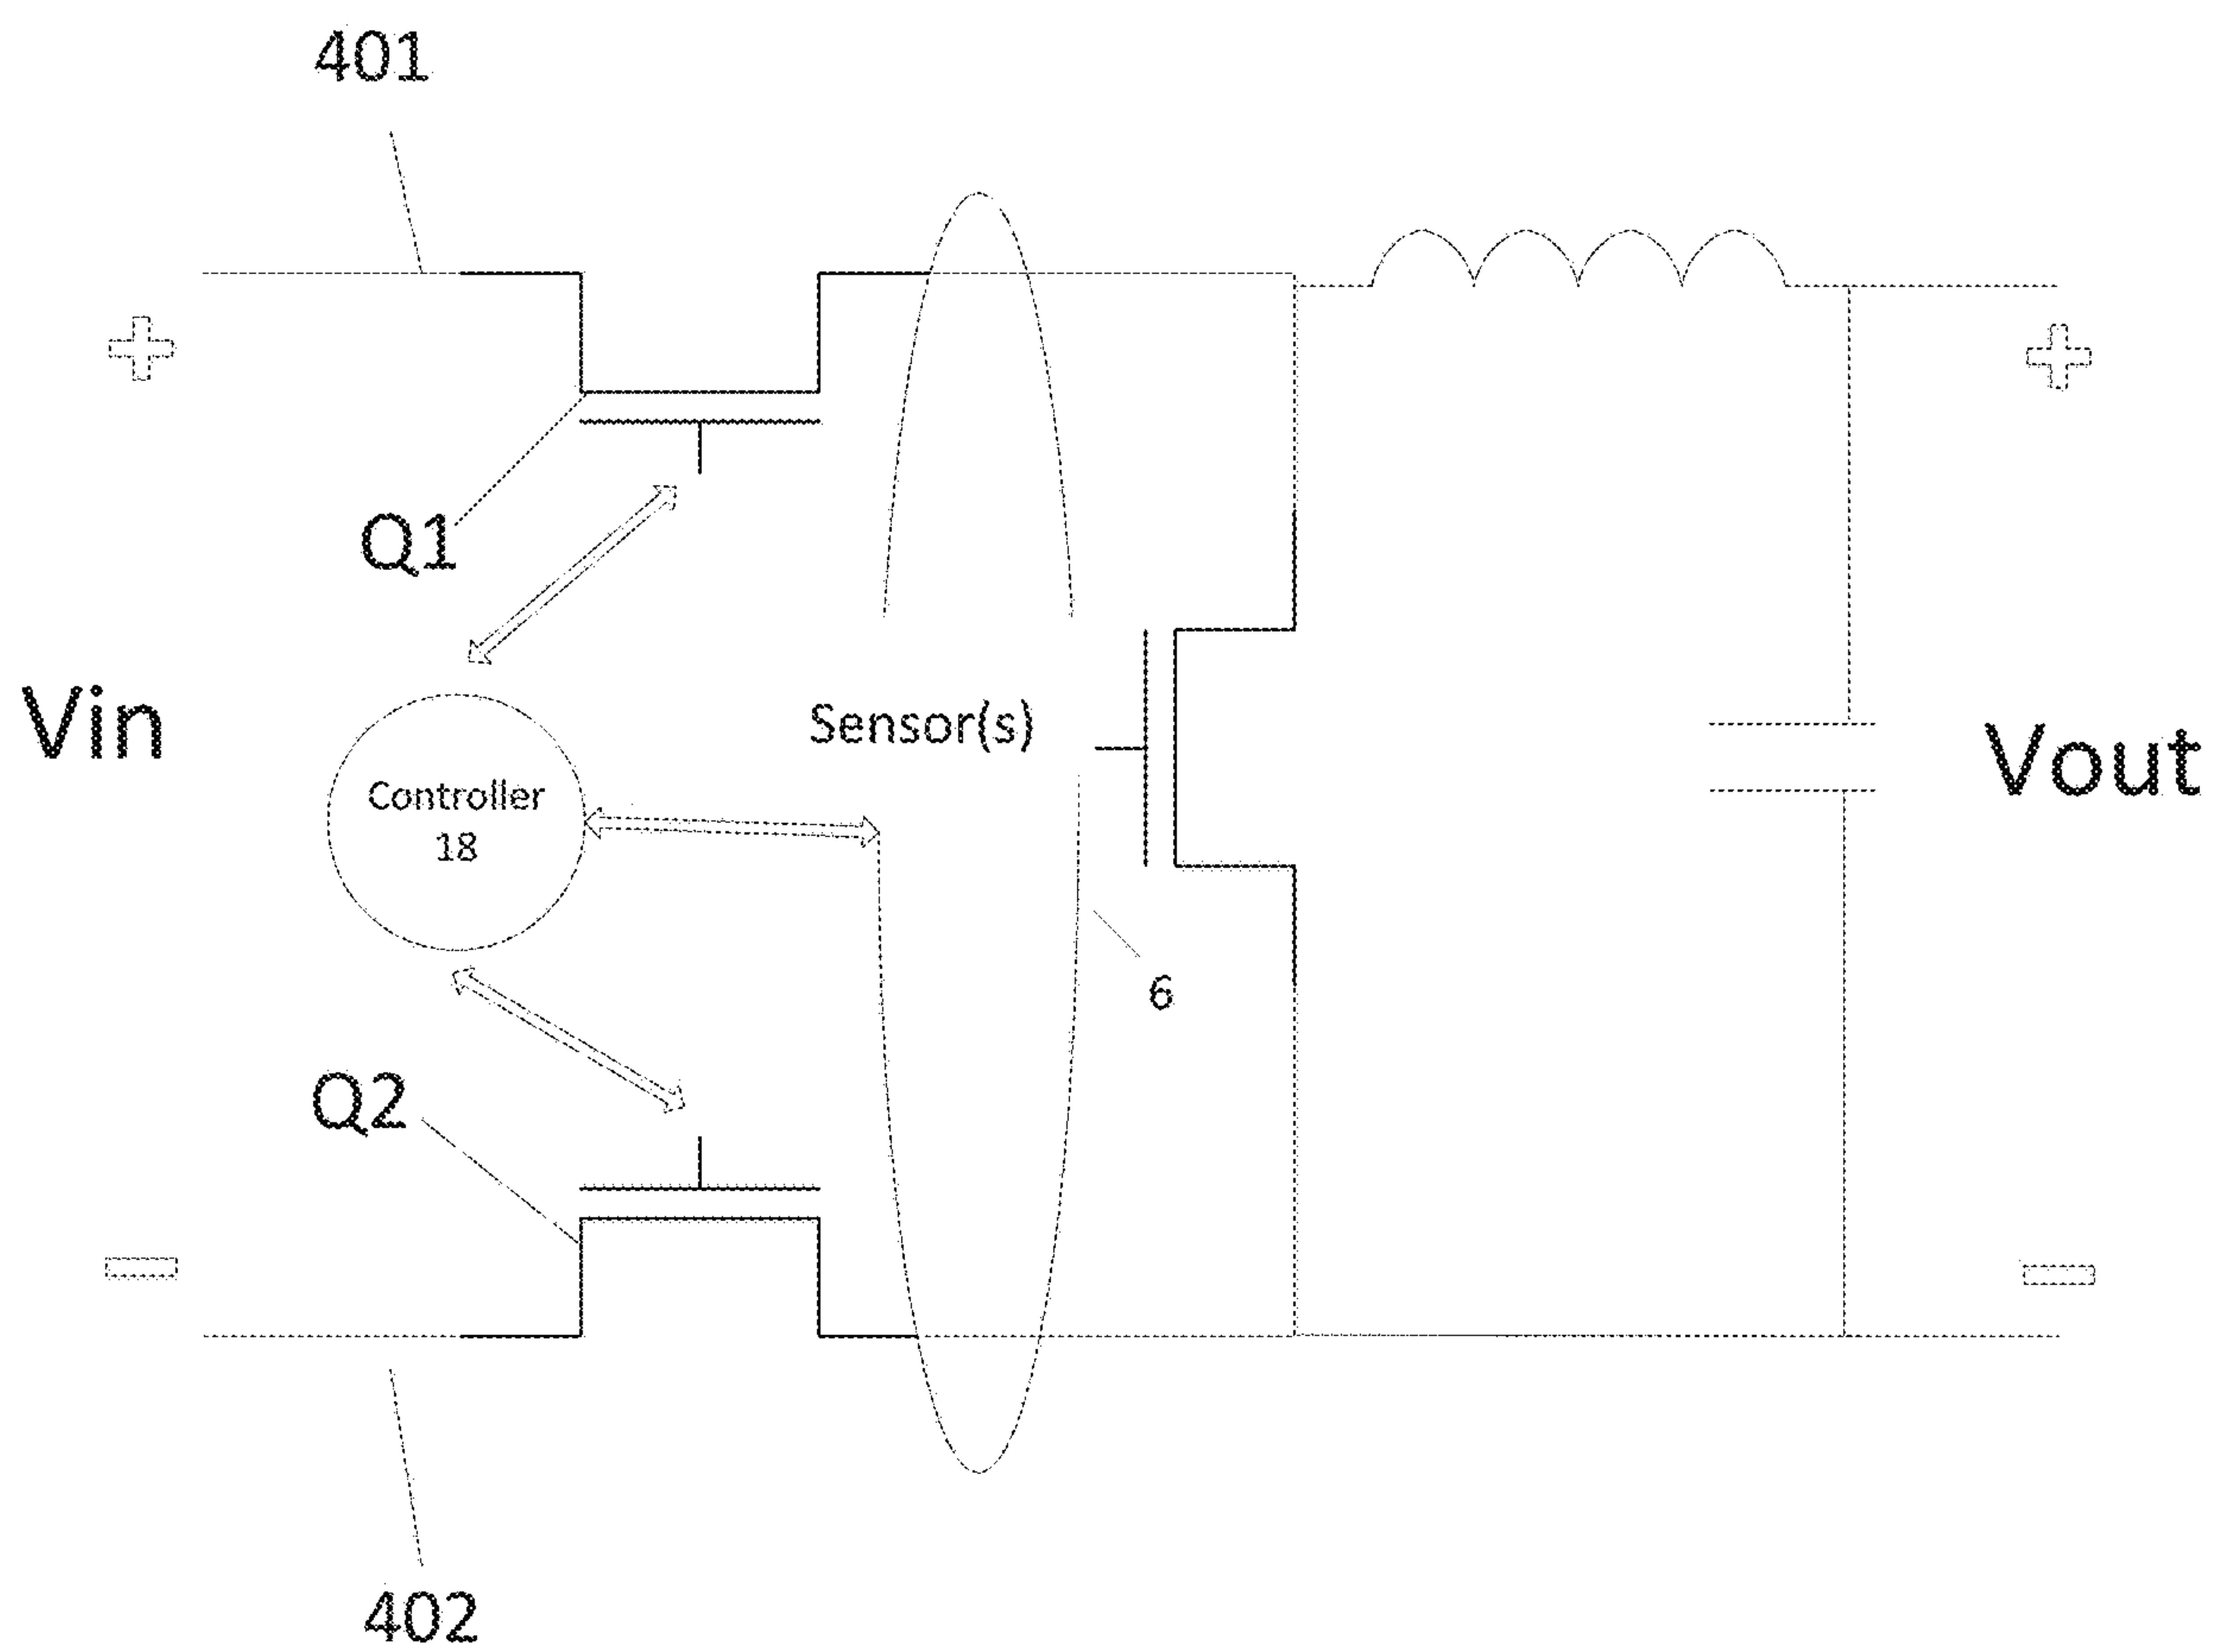 401
+
+
Q1
Vin
Sensor(s)
Vout
Controller
18
6
Q2
−
−
402